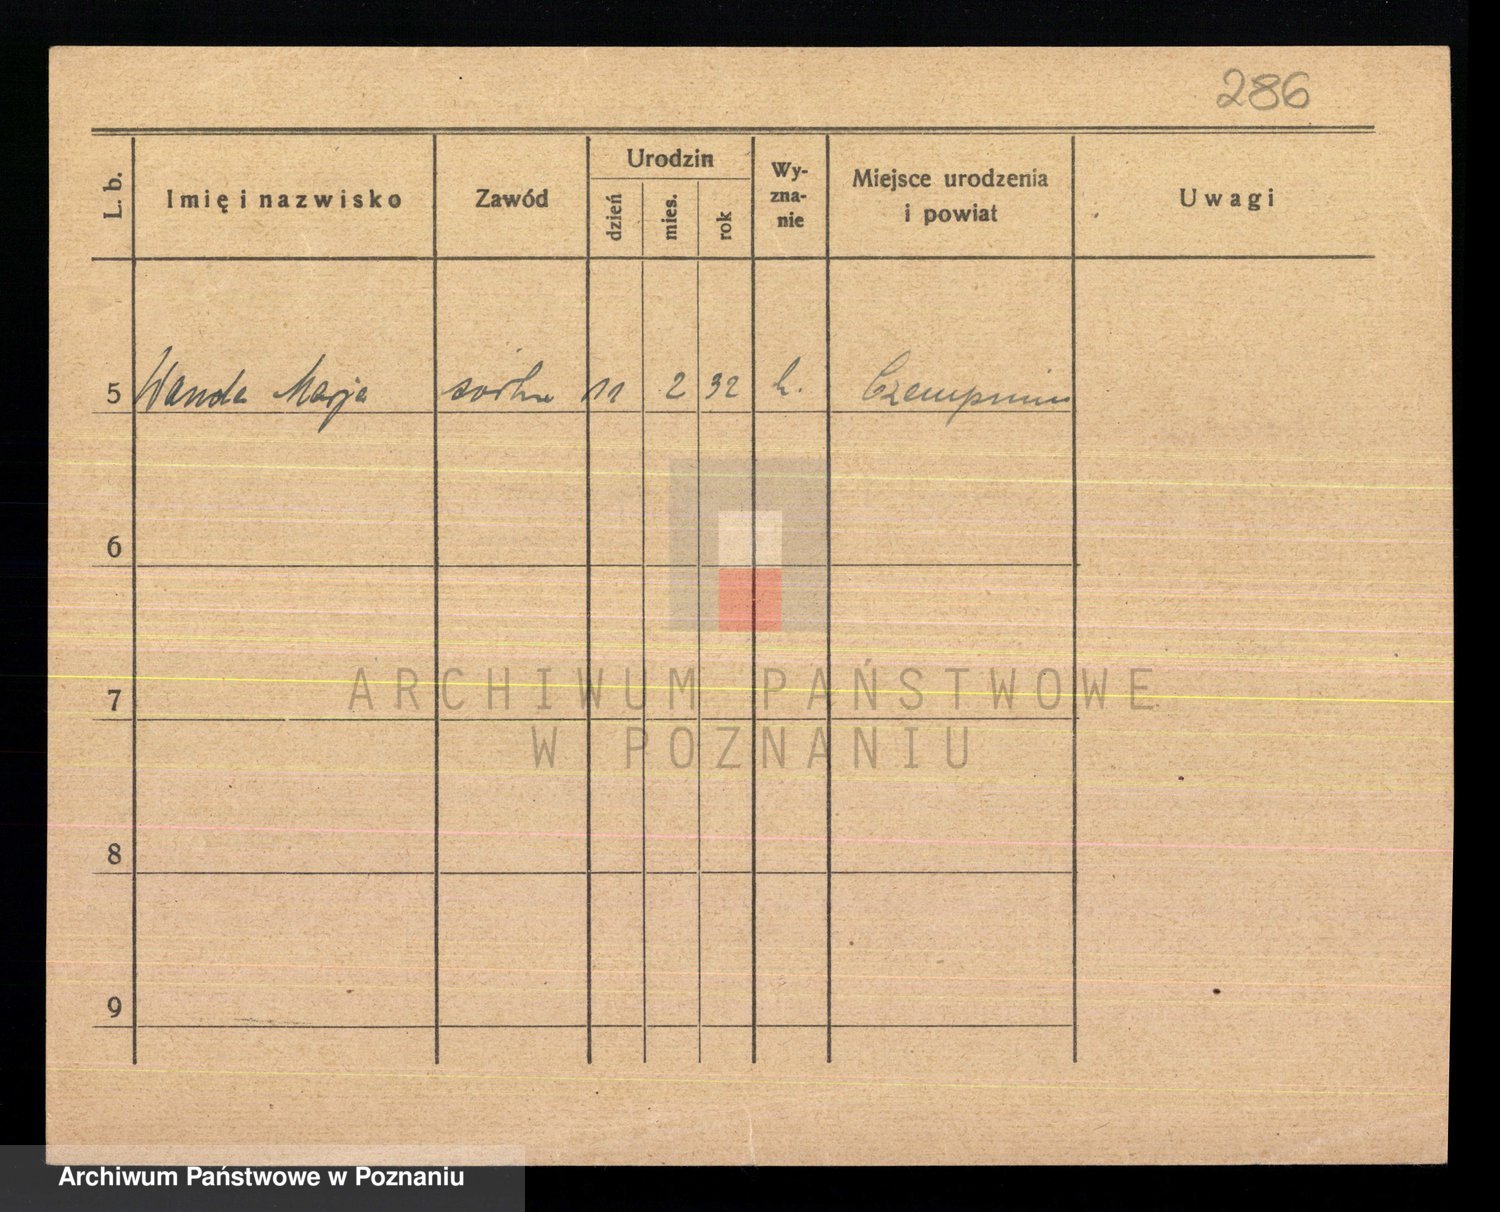 286
L. b.
Imię i nazwisko
Zawód
Urodzin
dzień
mies.
rok
Wy-
zna-
nie
Miejsce urodzenia
i powiat
Uwagi
5 Wanda Marja córka 11 2 32 k. Czempinin
6
7
8
9
ARCHIWUM PAŃSTWOWE
W POZNANIU
Archiwum Państwowe w Poznaniu